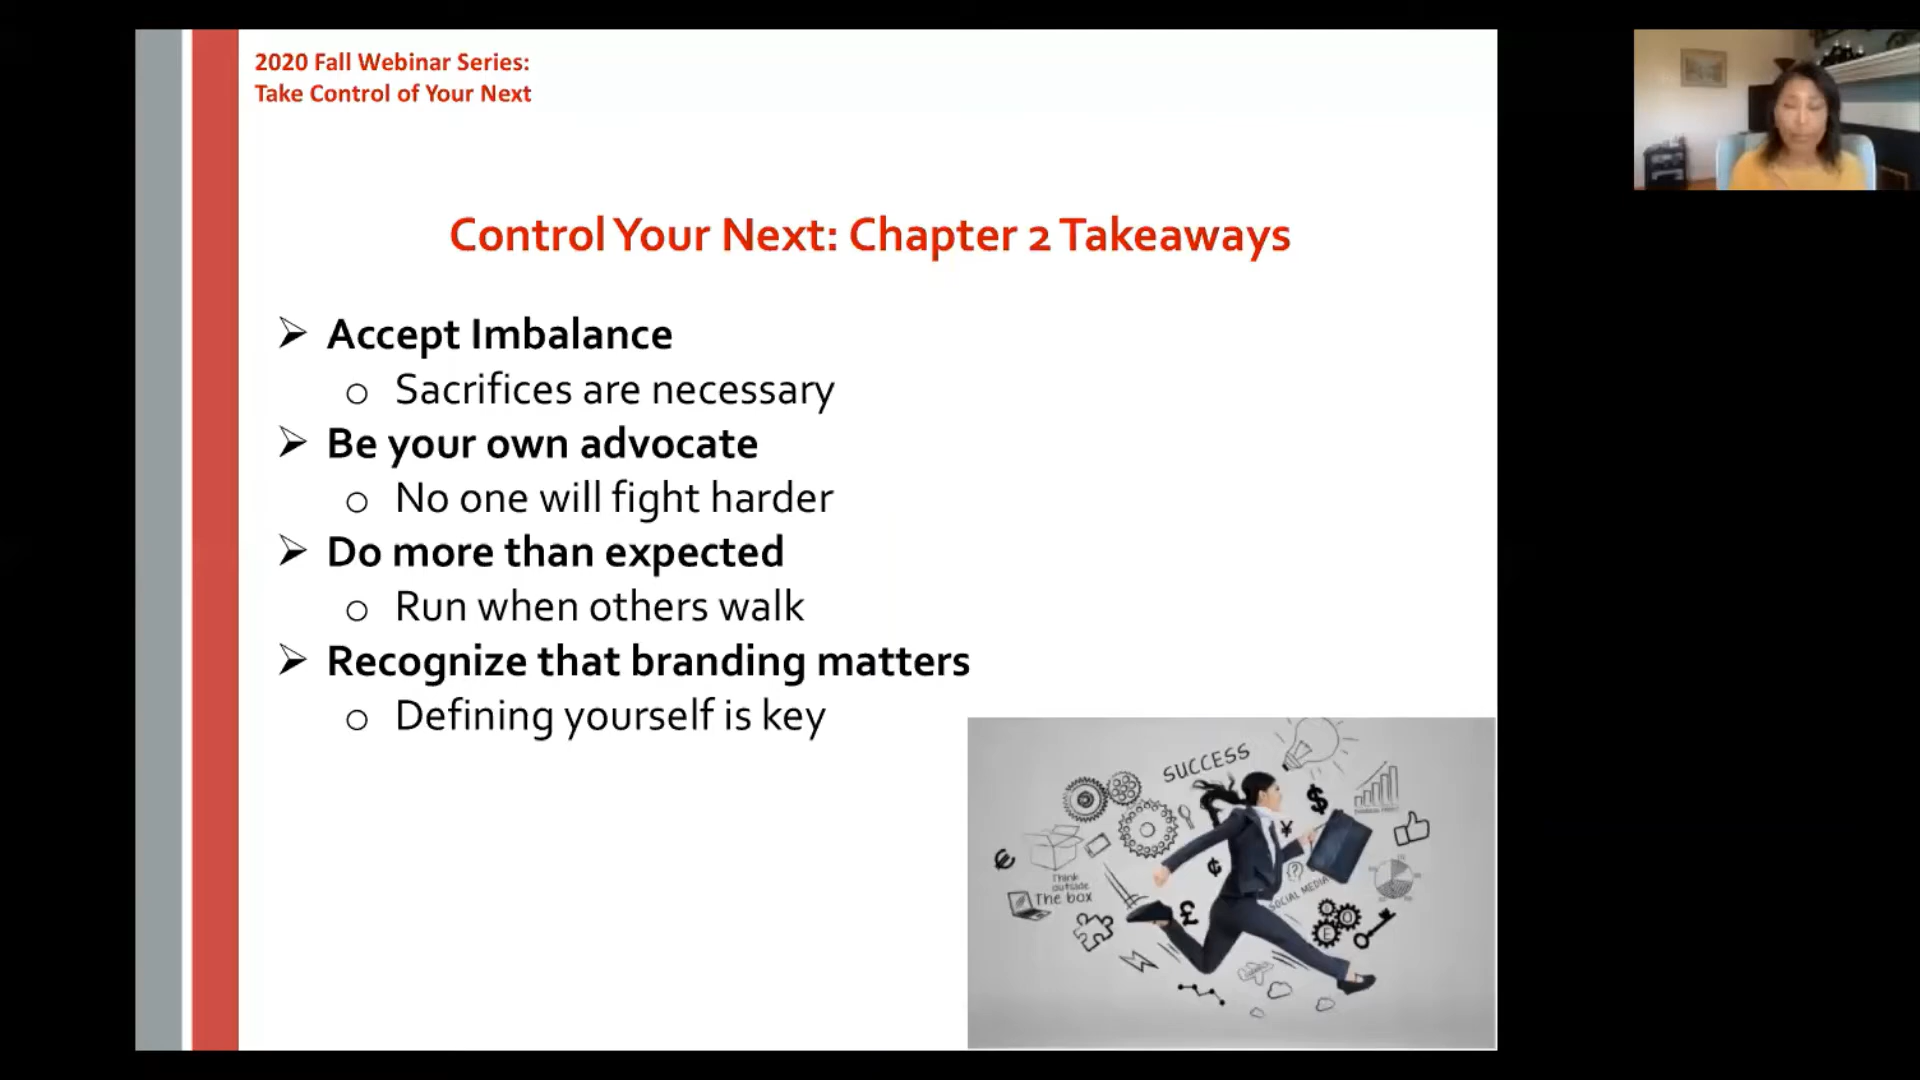 2020 Fall Webinar Series:
Take Control of Your Next
Control Your Next: Chapter 2 Takeaways
➢ Accept Imbalance
o Sacrifices are necessary
➢ Be your own advocate
o No one will fight harder
➢ Do more than expected
o Run when others walk
➢ Recognize that branding matters
o Defining yourself is key
SUCCESS
$
¥
€
¢
Think
outside
The box
SOCIAL MEDIA
£
E